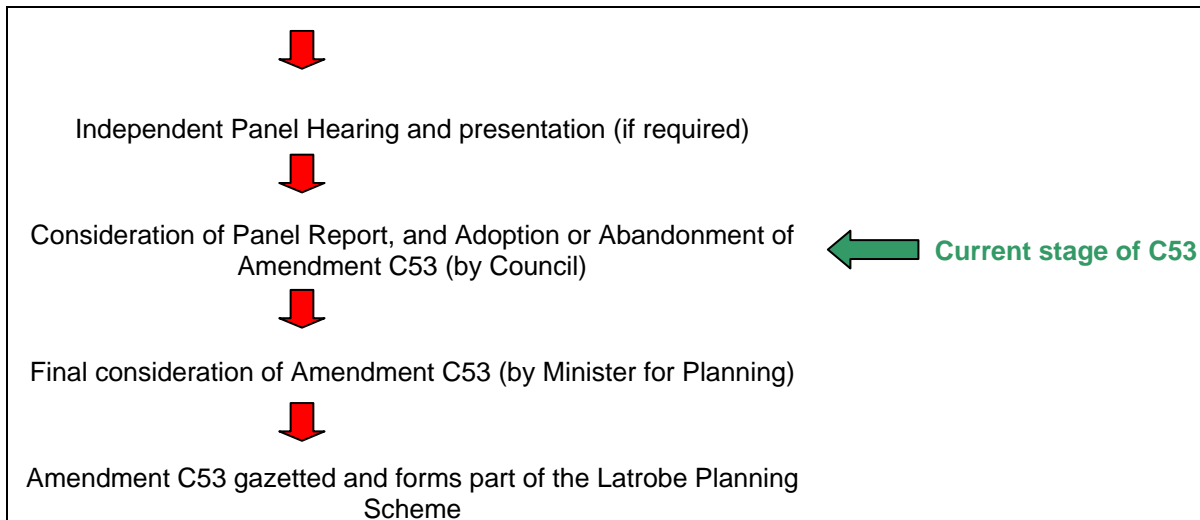 Independent Panel Hearing and presentation (if required)
Consideration of Panel Report, and Adoption or Abandonment of
Amendment C53 (by Council)
Current stage of C53
Final consideration of Amendment C53 (by Minister for Planning)
Amendment C53 gazetted and forms part of the Latrobe Planning
Scheme